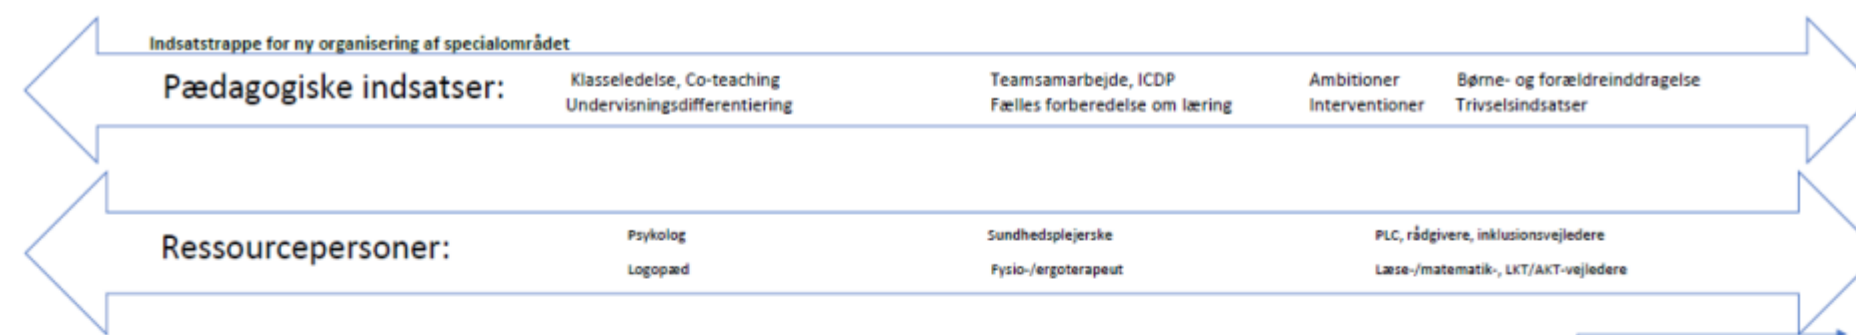 Indsatstrappe for ny organisering af specialområdet
Pædagogiske indsatser:
Klasseledelse, Co-teaching
Undervisningsdifferentiering
Teamsamarbejde, ICDP
Fælles forberedelse om læring
Ambitioner
Interventioner
Børne- og forældreinddragelse
Trivselsindsatser
Ressourcepersoner:
Psykolog
Logopæd
Sundhedsplejerske
Fysio-/ergoterapeut
PLC, rådgivere, inklusionsvejledere
Læse-/matematik-, LKT/AKT-vejledere